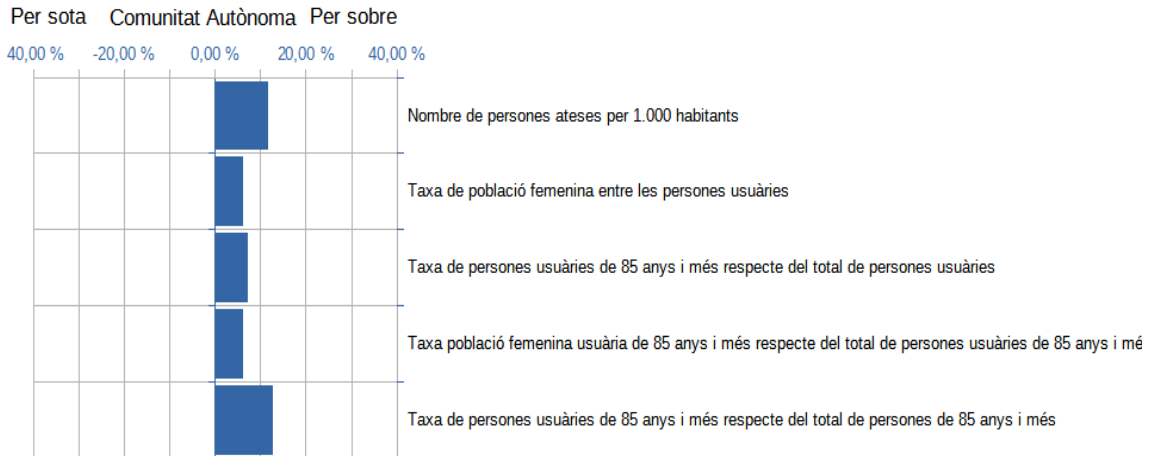 Per sota Comunitat Autònoma Per sobre
40,00 % -20,00 % 0,00 % 20,00 % 40,00 %
Nombre de persones ateses per 1.000 habitants
Taxa de població femenina entre les persones usuàries
Taxa de persones usuàries de 85 anys i més respecte del total de persones usuàries
Taxa població femenina usuària de 85 anys i més respecte del total de persones usuàries de 85 anys i mé
Taxa de persones usuàries de 85 anys i més respecte del total de persones de 85 anys i més